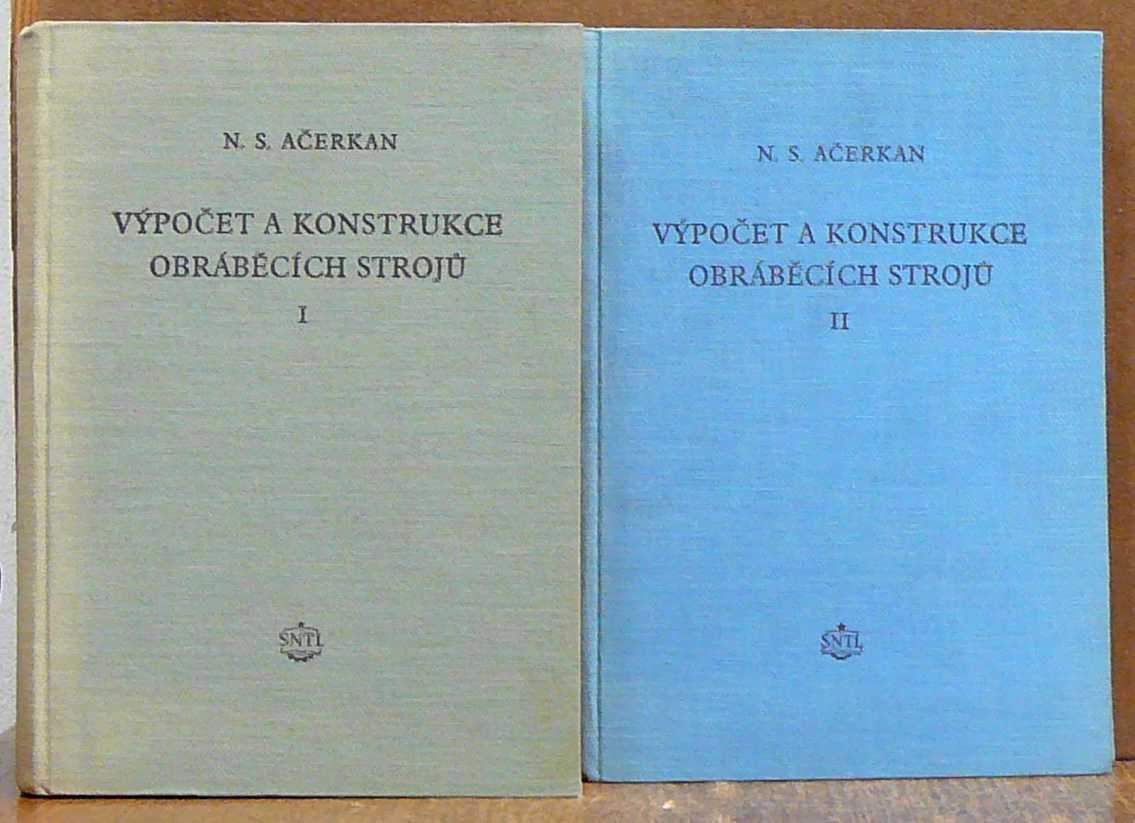 N. S. AČERKAN
VÝPOČET A KONSTRUKCE
OBRÁBĚCÍCH STROJŮ
I
SNTL
N. S. AČERKAN
VÝPOČET A KONSTRUKCE
OBRÁBĚCÍCH STROJŮ
II
SNTL